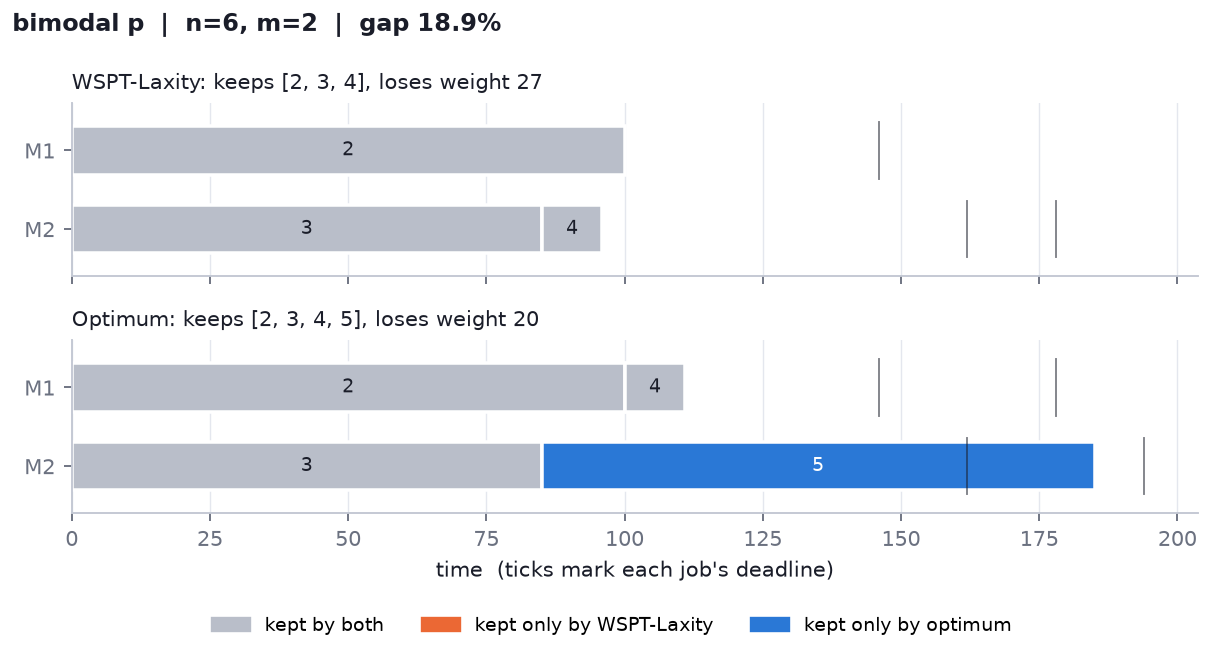 bimodal p | n=6, m=2 | gap 18.9%
WSPT-Laxity: keeps [2, 3, 4], loses weight 27
M1
2
M2
3
4
Optimum: keeps [2, 3, 4, 5], loses weight 20
M1
2
4
M2
3
5
0 25 50 75 100 125 150 175 200
time (ticks mark each job's deadline)
kept by both kept only by WSPT-Laxity kept only by optimum